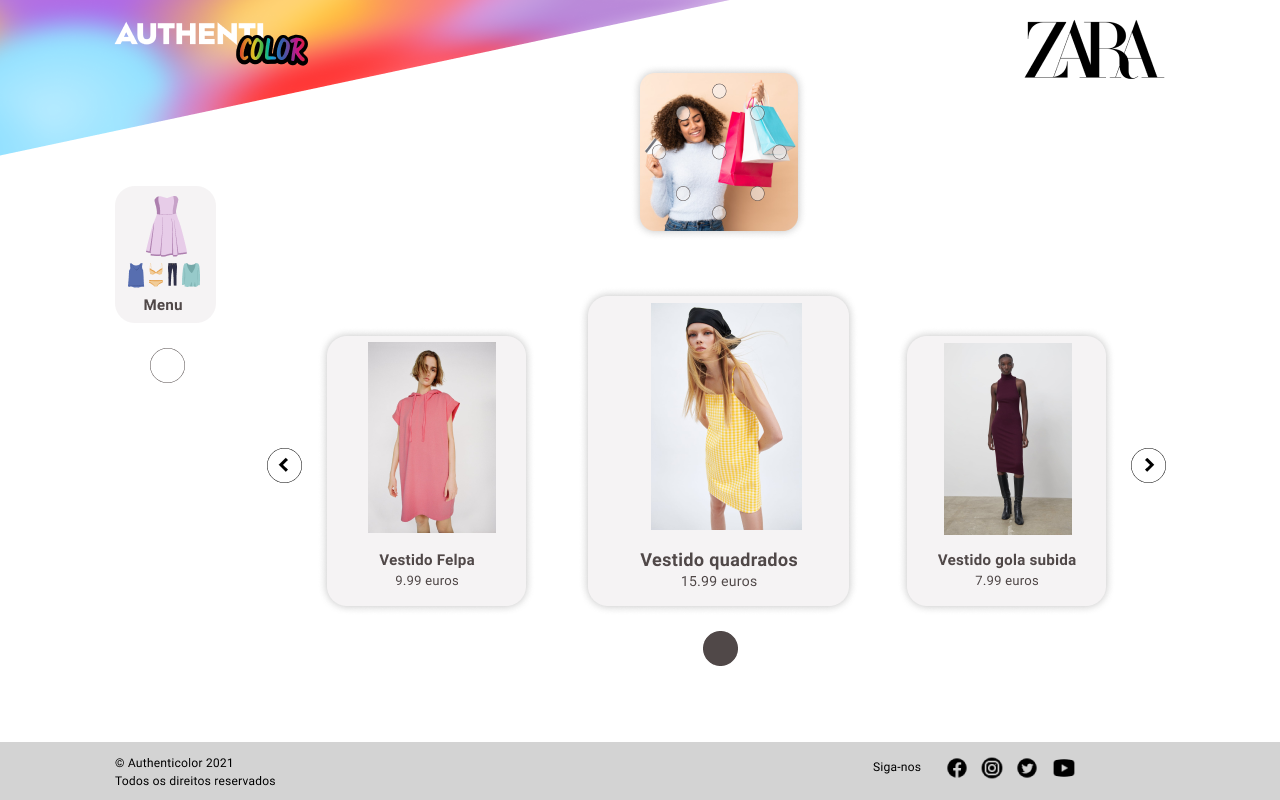 AUTHENTI
COLOR
ZARA
Menu
Vestido Felpa
9.99 euros
Vestido quadrados
15.99 euros
Vestido gola subida
7.99 euros
© Authenticolor 2021
Todos os direitos reservados
Siga-nos